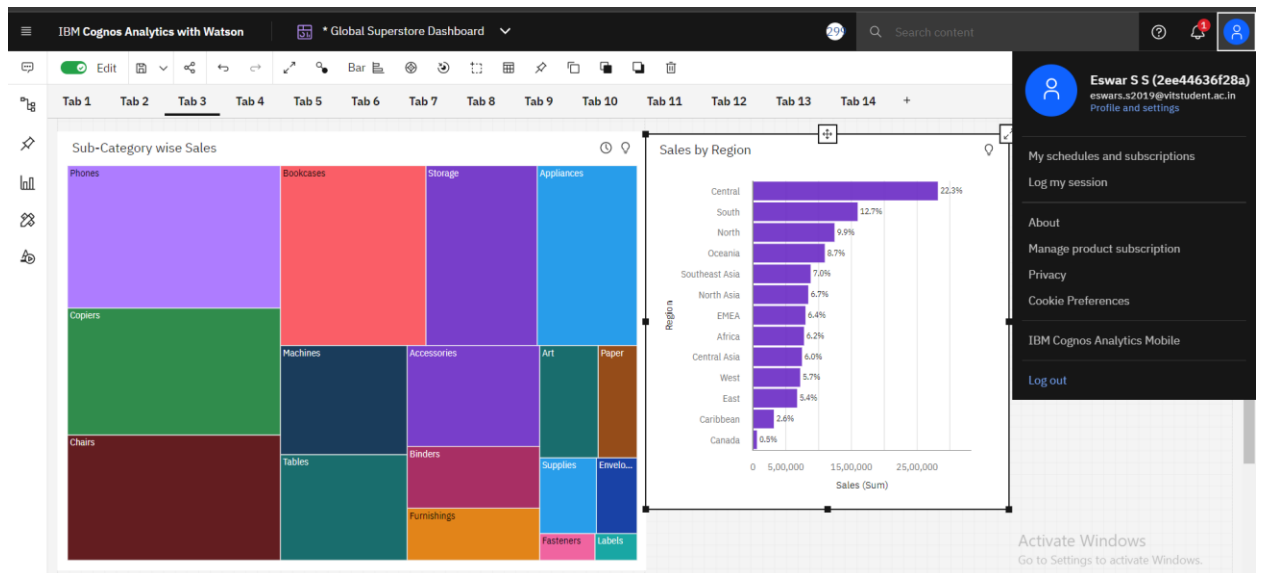 IBM Cognos Analytics with Watson
* Global Superstore Dashboard
299
Search content
1
Edit
Bar
Tab 1 Tab 2 Tab 3 Tab 4 Tab 5 Tab 6 Tab 7 Tab 8 Tab 9 Tab 10 Tab 11 Tab 12 Tab 13 Tab 14 +
Eswar S S (2ee44636f28a)
eswars.s2019@vitstudent.ac.in
Profile and settings
My schedules and subscriptions
Log my session
About
Manage product subscription
Privacy
Cookie Preferences
IBM Cognos Analytics Mobile
Log out
Sub-Category wise Sales
Phones
Bookcases
Storage
Appliances
Copiers
Machines
Accessories
Art
Paper
Chairs
Tables
Binders
Supplies
Envelo...
Furnishings
Fasteners
Labels
Sales by Region
Region
Central 22.3%
South 12.7%
North 9.9%
Oceania 8.7%
Southeast Asia 7.0%
North Asia 6.7%
EMEA 6.4%
Africa 6.2%
Central Asia 6.0%
West 5.7%
East 5.4%
Caribbean 2.6%
Canada 0.5%
0 5,00,000 15,00,000 25,00,000
Sales (Sum)
Activate Windows
Go to Settings to activate Windows.